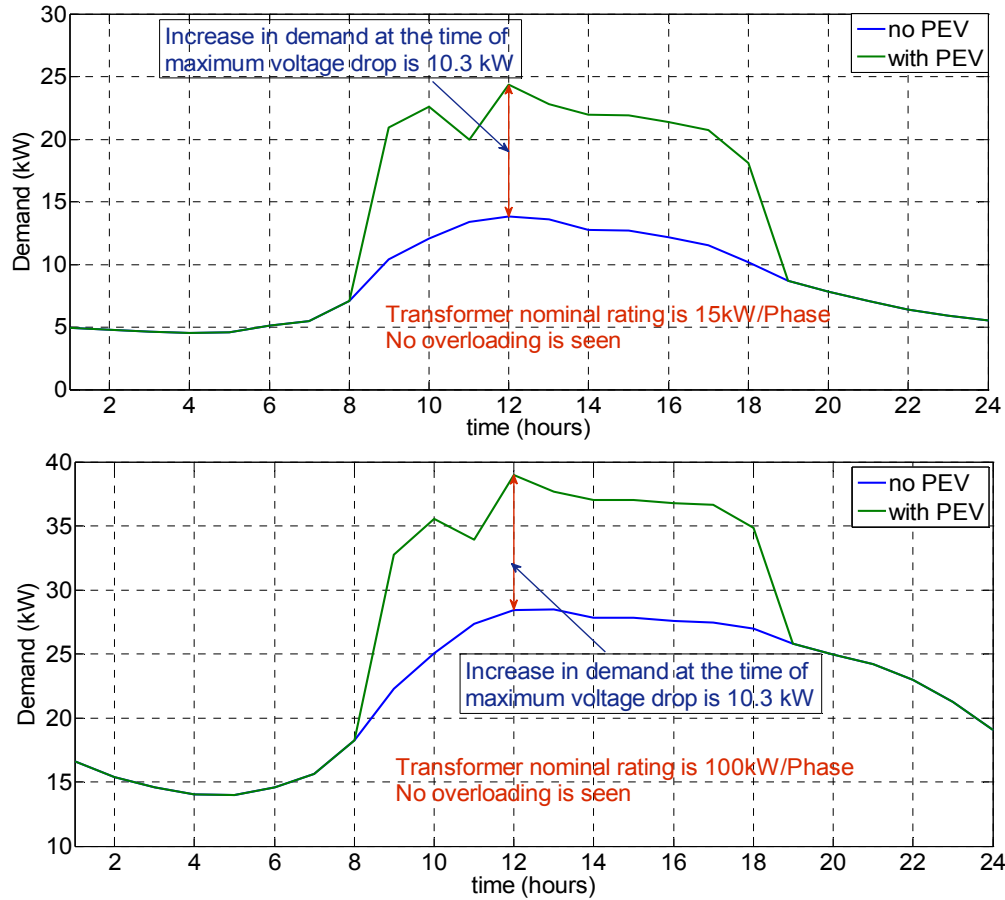 30
25
20
15
10
5
0
Demand (kW)
Increase in demand at the time of
maximum voltage drop is 10.3 kW
no PEV
with PEV
Transformer nominal rating is 15kW/Phase
No overloading is seen
2 4 6 8 10 12 14 16 18 20 22 24
time (hours)
40
35
30
25
20
15
10
Demand (kW)
no PEV
with PEV
Increase in demand at the time of
maximum voltage drop is 10.3 kW
Transformer nominal rating is 100kW/Phase
No overloading is seen
2 4 6 8 10 12 14 16 18 20 22 24
time (hours)